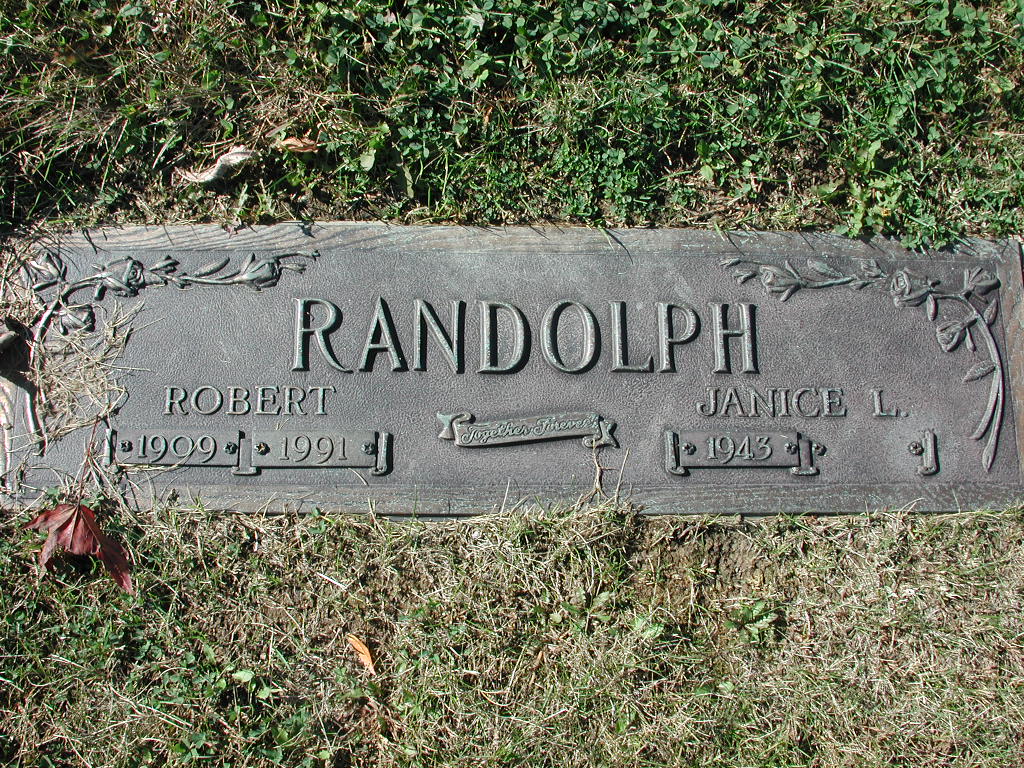 RANDOLPH
ROBERT JANICE L.
Together Forever
1909 1991 1943